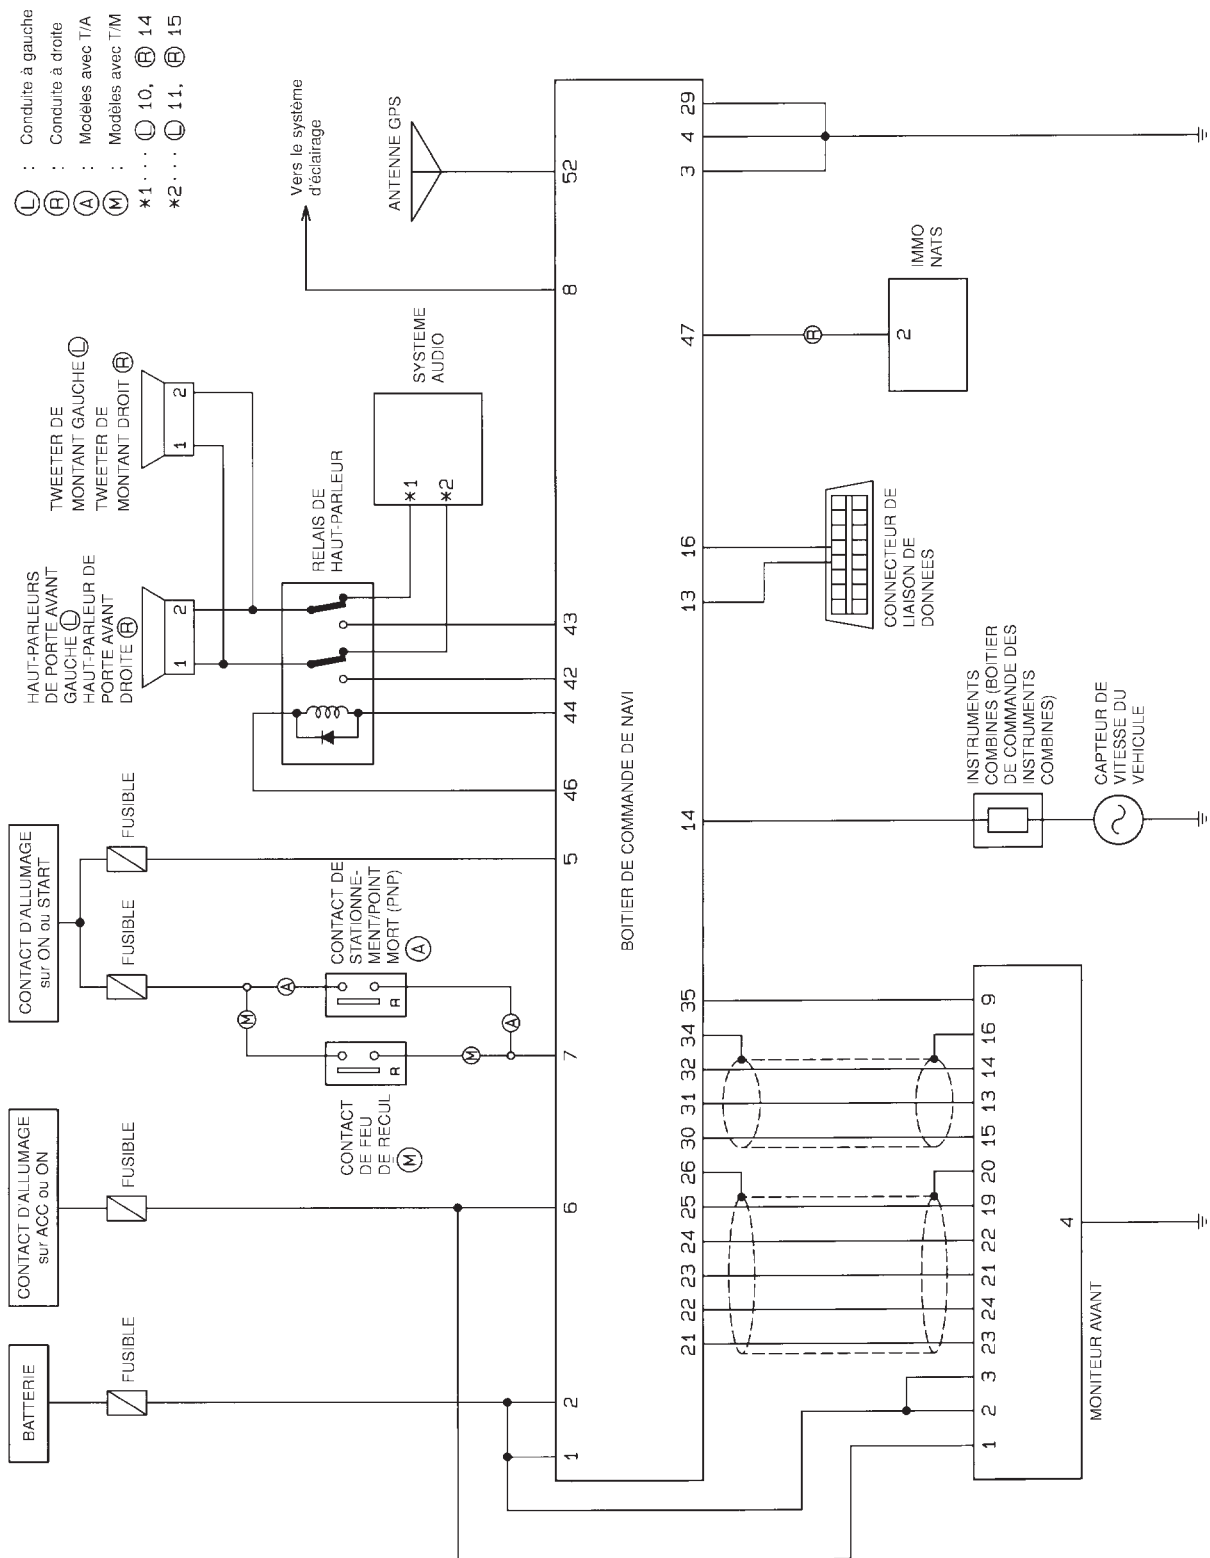 BATTERIE
FUSIBLE
CONTACT D'ALLUMAGE
sur ACC ou ON
FUSIBLE
CONTACT D'ALLUMAGE
sur ON ou START
FUSIBLE
FUSIBLE
M
A
M
A
R
R
CONTACT
DE FEU
DE RECUL
M
CONTACT DE
STATIONNE-
MENT/POINT
MORT (PNP)
A
HAUT-PARLEURS
DE PORTE AVANT
GAUCHE L
HAUT-PARLEUR DE
PORTE AVANT
DROITE R
1 2
TWEETER DE
MONTANT GAUCHE L
TWEETER DE
MONTANT DROIT R
1 2
RELAIS DE
HAUT-PARLEUR
SYSTEME
AUDIO
*1
*2
Vers le système
d'éclairage
ANTENNE GPS
L : Conduite à gauche
R : Conduite à droite
A : Modèles avec T/A
M : Modèles avec T/M
*1 ··· L 10, R 14
*2 ··· L 11, R 15
1 2 6 7 5 46 44 42 43 8 52
BOITIER DE COMMANDE DE NAVI
21 22 23 24 25 26 30 31 32 34 35 14 13 16 47 3 4 29
1 2 3 23 24 21 22 19 20 15 13 14 16 9
4
MONITEUR AVANT
INSTRUMENTS
COMBINES (BOITIER
DE COMMANDE DES
INSTRUMENTS
COMBINES)
CAPTEUR DE
VITESSE DU
VEHICULE
CONNECTEUR DE
LIAISON DE
DONNEES
R
2
IMMO
NATS